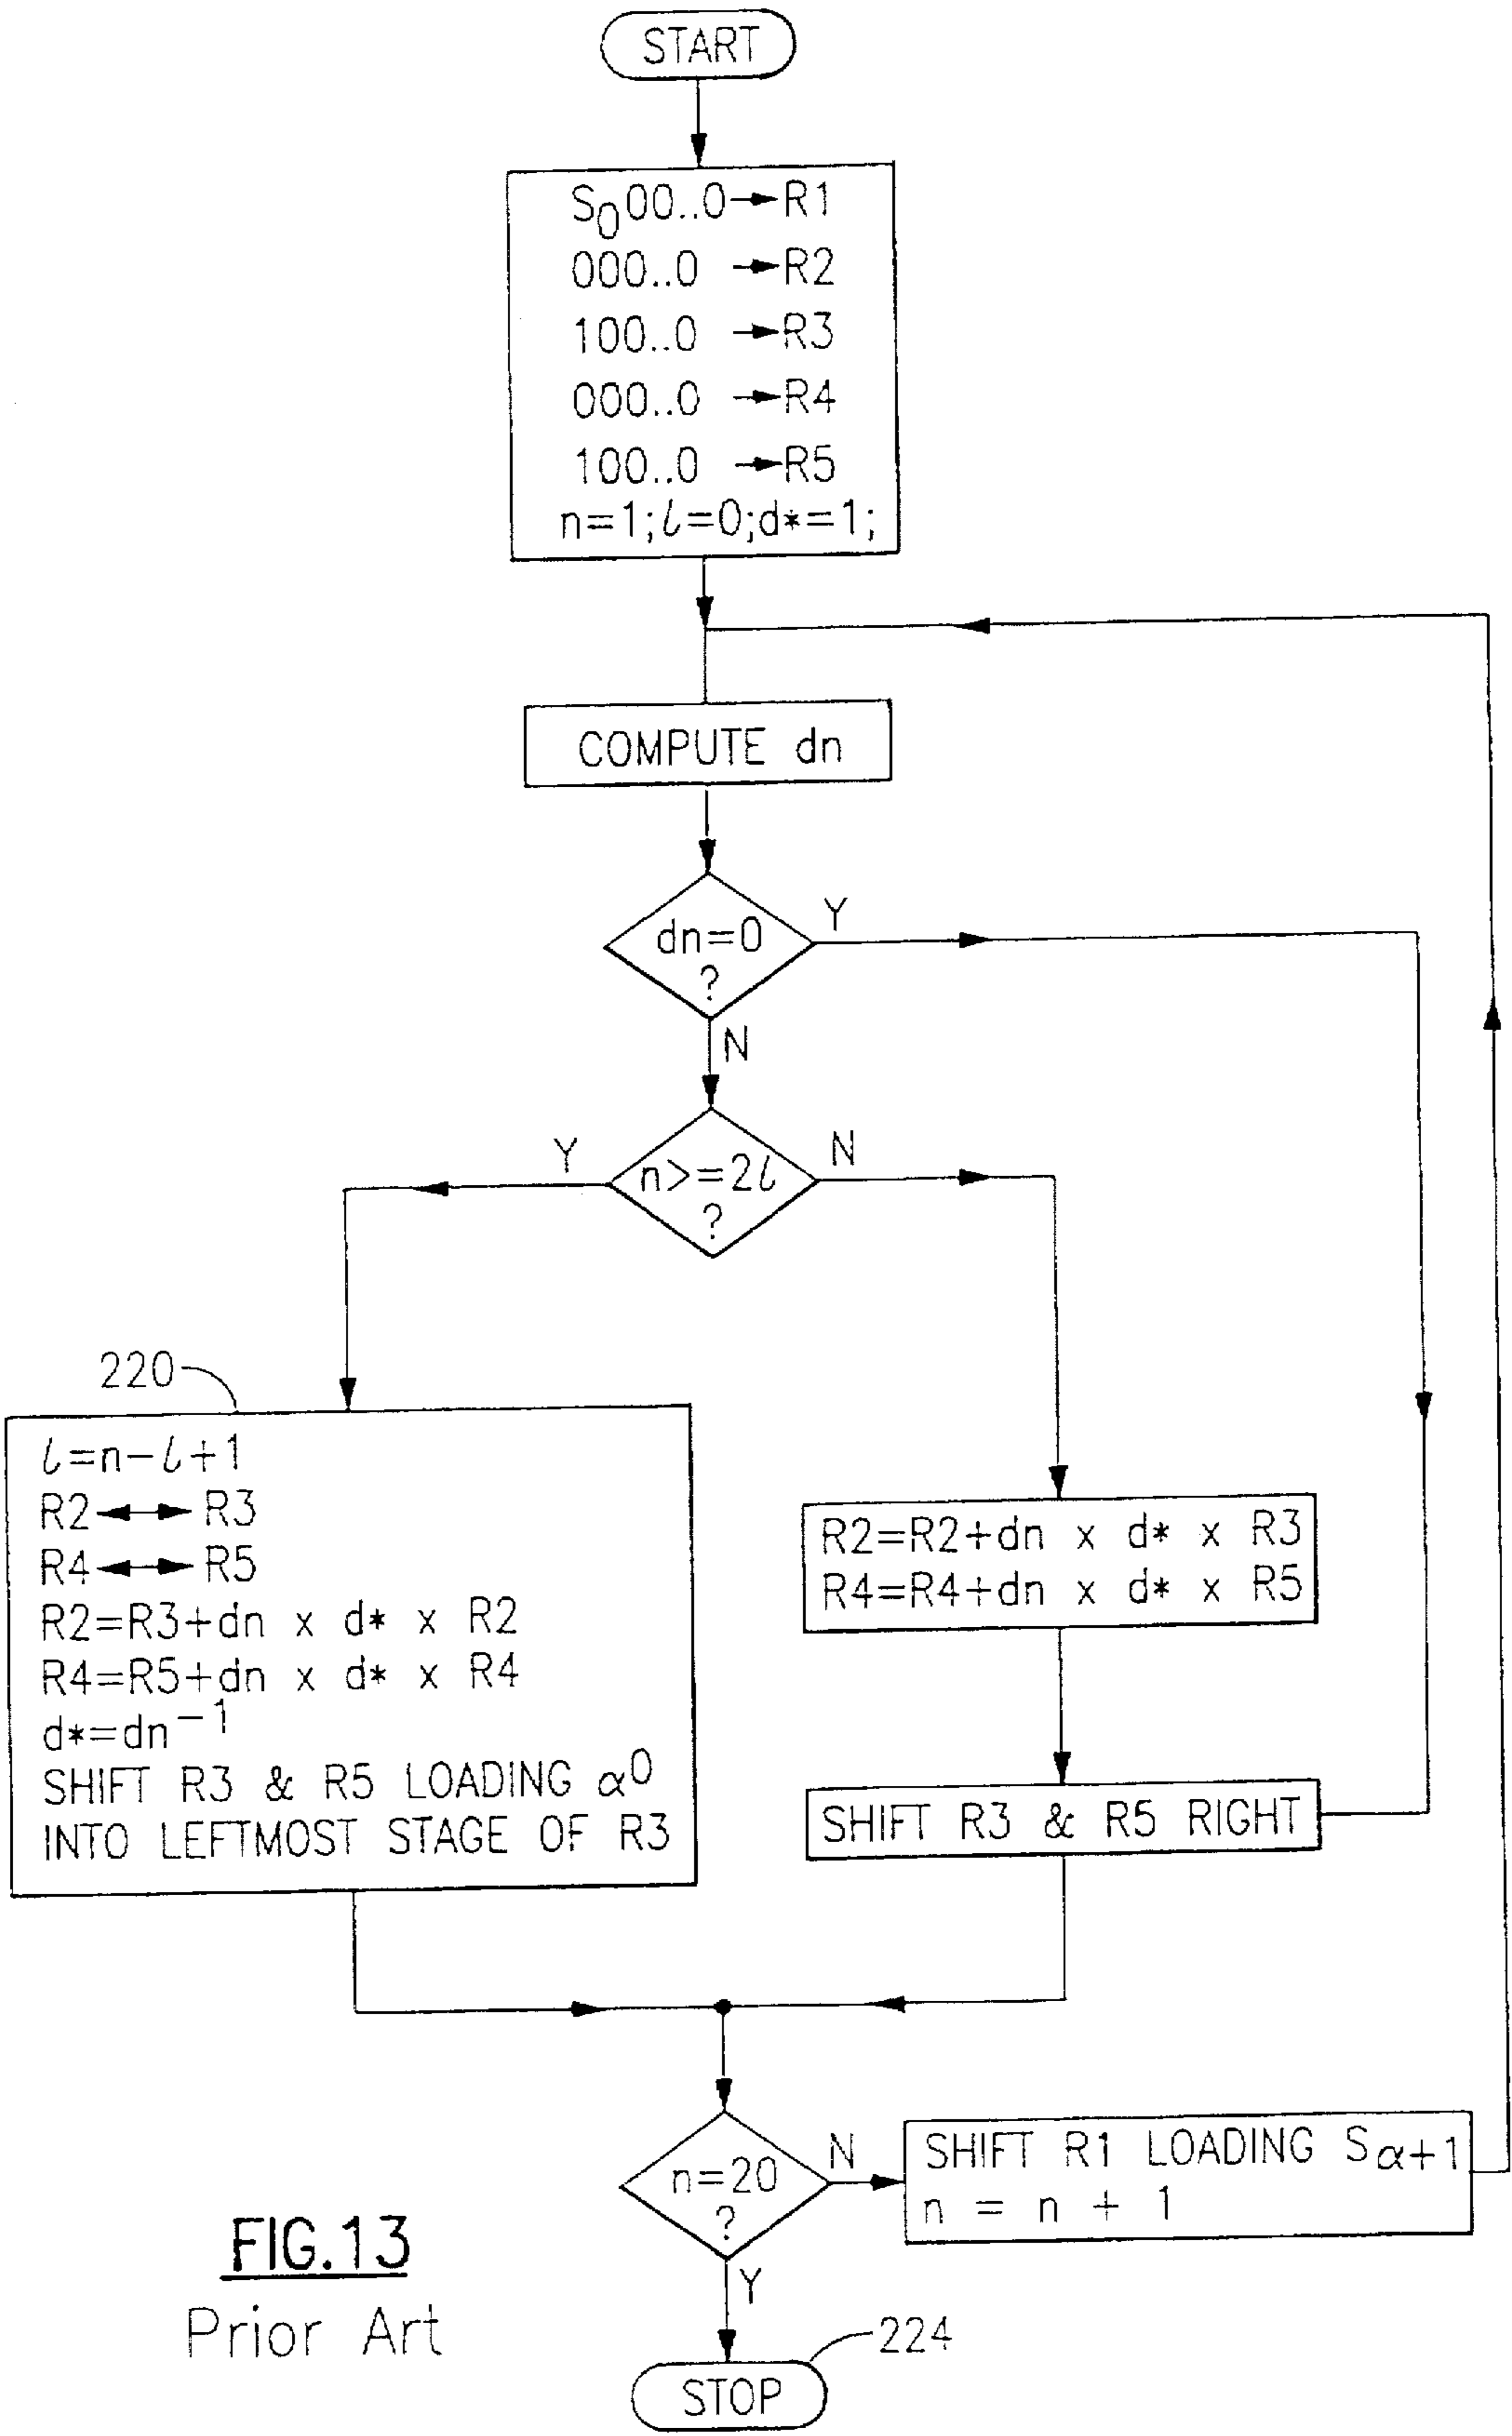 START
S₀00..0→R1
000..0 →R2
100..0 →R3
000..0 →R4
100..0 →R5
n=1;l=0;d*=1;
COMPUTE dn
dn=0
?
Y
N
n>=2l
?
Y
N
220
l=n-l+1
R2↔R3
R4↔R5
R2=R3+dn x d* x R2
R4=R5+dn x d* x R4
d*=dn⁻¹
SHIFT R3 & R5 LOADING α⁰
INTO LEFTMOST STAGE OF R3
R2=R2+dn x d* x R3
R4=R4+dn x d* x R5
SHIFT R3 & R5 RIGHT
n=20
?
N
Y
SHIFT R1 LOADING Sα+1
n = n + 1
STOP
224
FIG.13
Prior Art